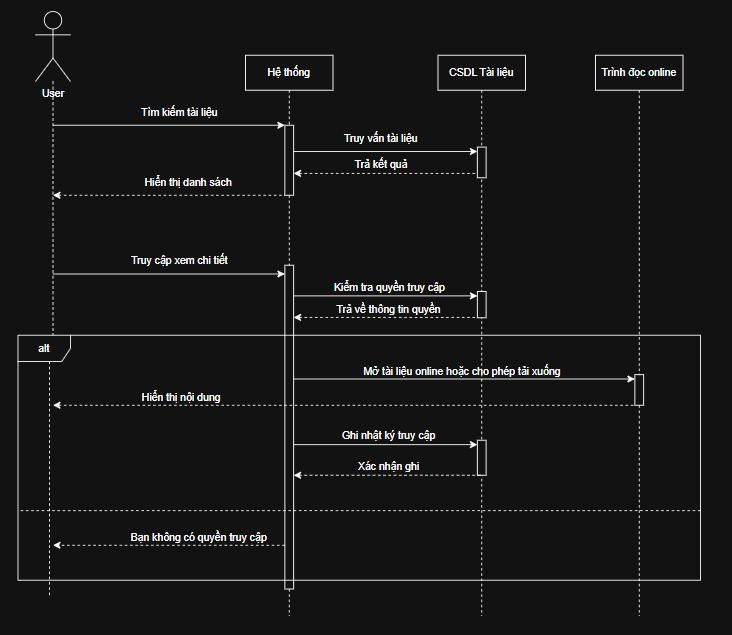 User
Hệ thống
CSDL Tài liệu
Trình đọc online
Tìm kiếm tài liệu
Truy vấn tài liệu
Trả kết quả
Hiển thị danh sách
Truy cập xem chi tiết
Kiểm tra quyền truy cập
Trả về thông tin quyền
alt
Mở tài liệu online hoặc cho phép tải xuống
Hiển thị nội dung
Ghi nhật ký truy cập
Xác nhận ghi
Bạn không có quyền truy cập